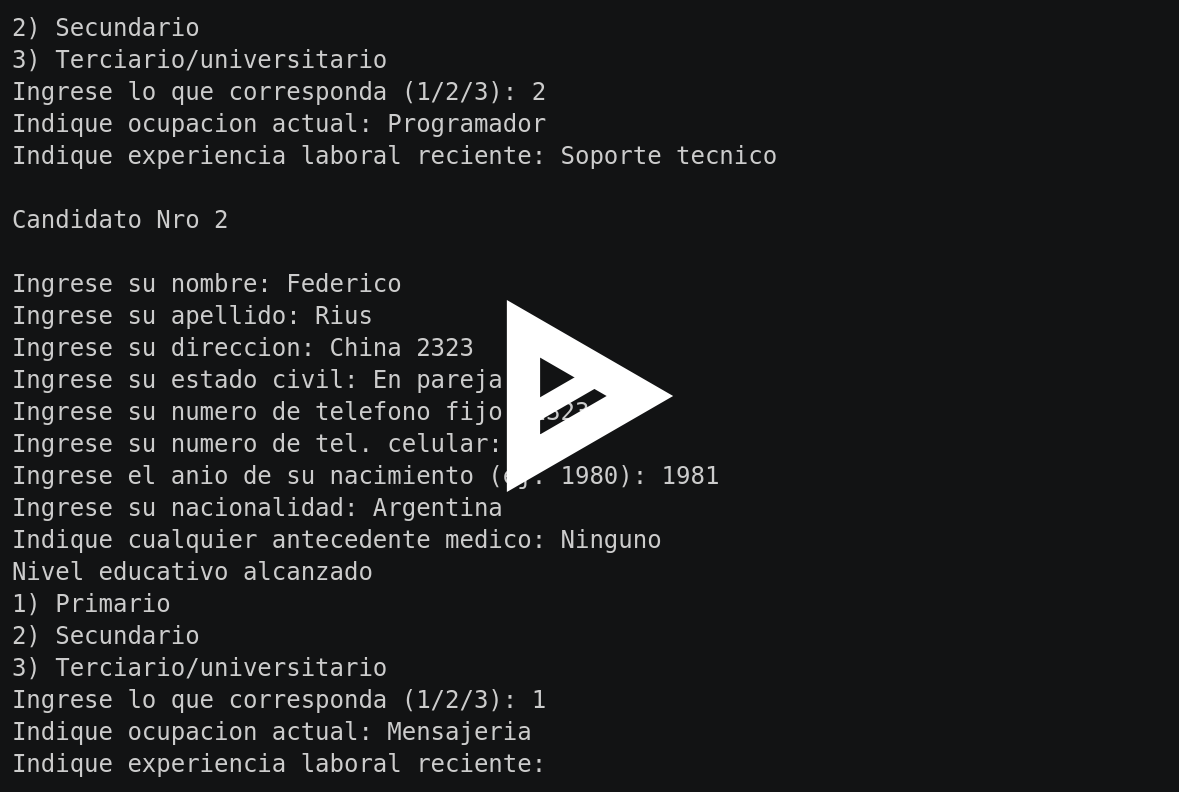 2) Secundario
3) Terciario/universitario
Ingrese lo que corresponda (1/2/3): 2
Indique ocupacion actual: Programador
Indique experiencia laboral reciente: Soporte tecnico
Candidato Nro 2
Ingrese su nombre: Federico
Ingrese su apellido: Rius
Ingrese su direccion: China 2323
Ingrese su estado civil: En pareja
Ingrese su numero de telefono fijo
Ingrese su numero de tel. celular:
Ingrese el anio de su nacimiento (ej. 1980): 1981
Ingrese su nacionalidad: Argentina
Indique cualquier antecedente medico: Ninguno
Nivel educativo alcanzado
1) Primario
2) Secundario
3) Terciario/universitario
Ingrese lo que corresponda (1/2/3): 1
Indique ocupacion actual: Mensajeria
Indique experiencia laboral reciente: